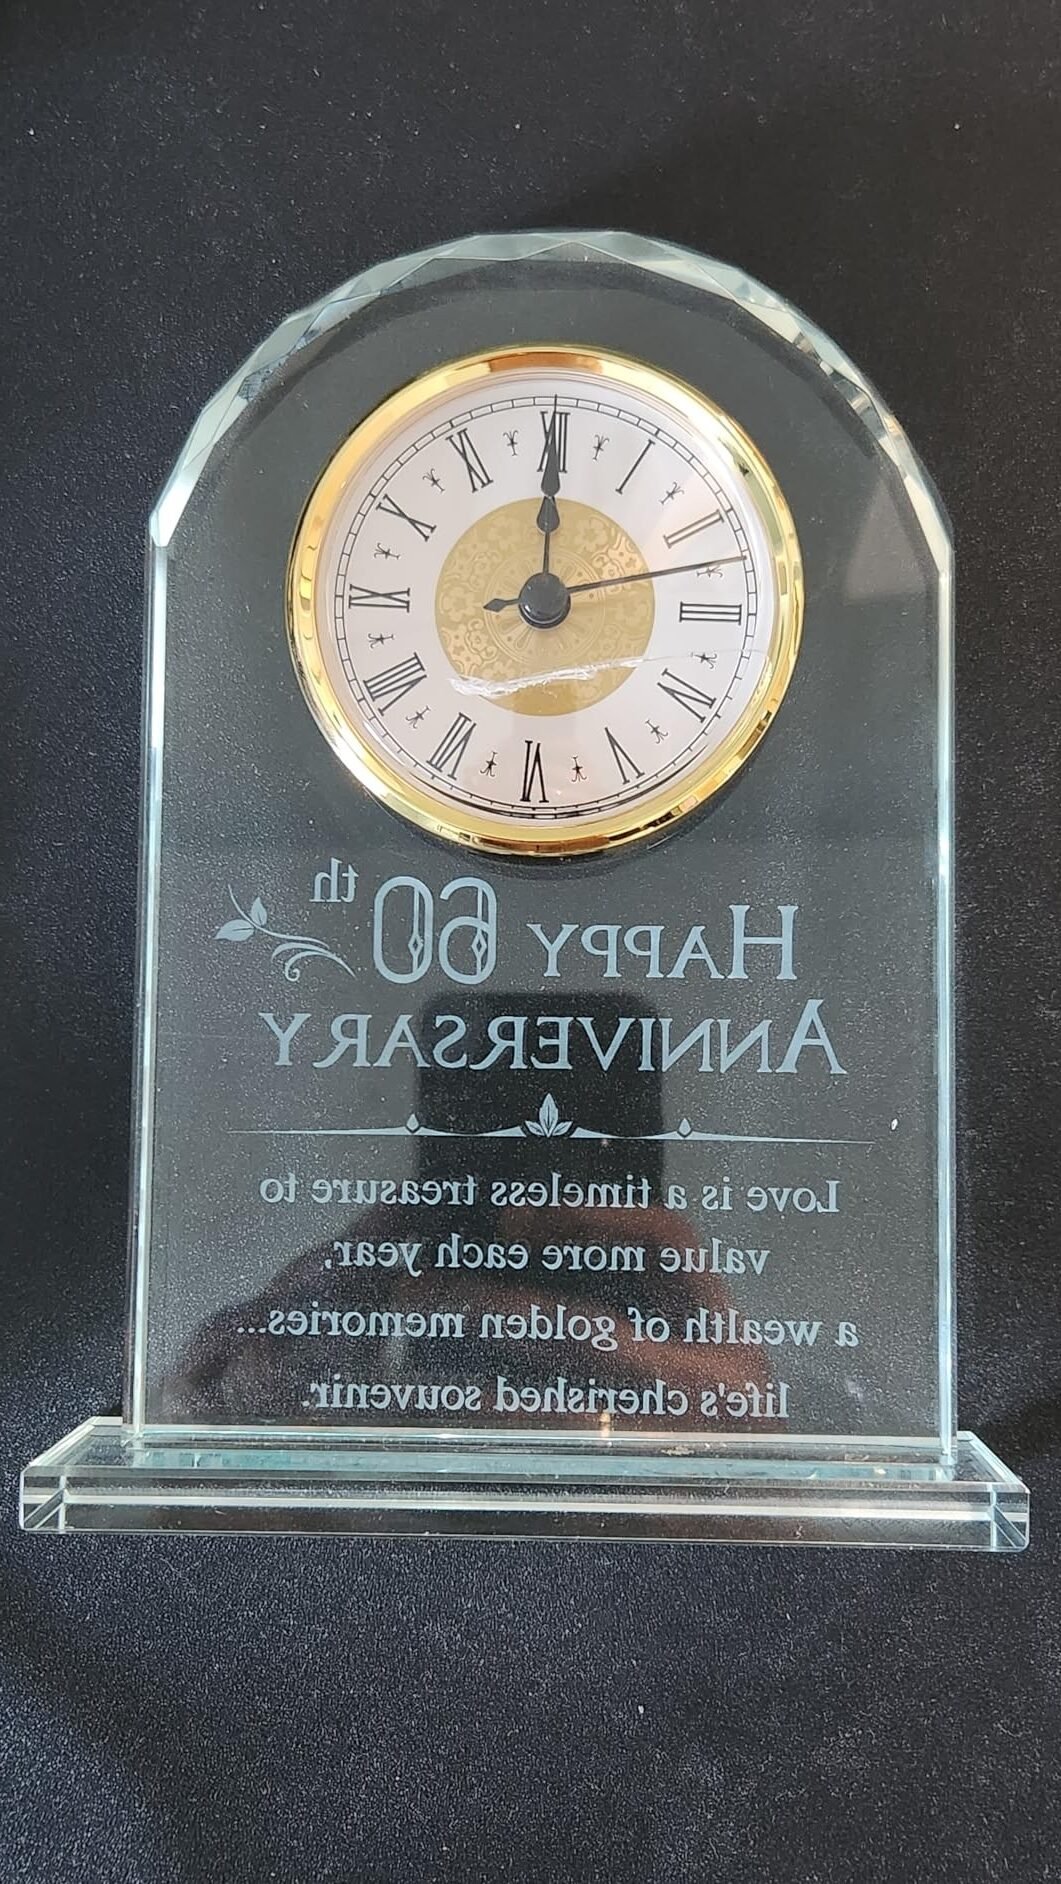 XII
I
II
III
IV
V
VI
VII
VIII
IX
X
XI
HAPPY 60th
ANNIVERSARY
Love is a timeless treasure to
value more each year,
a wealth of golden memories...
life's cherished souvenir.